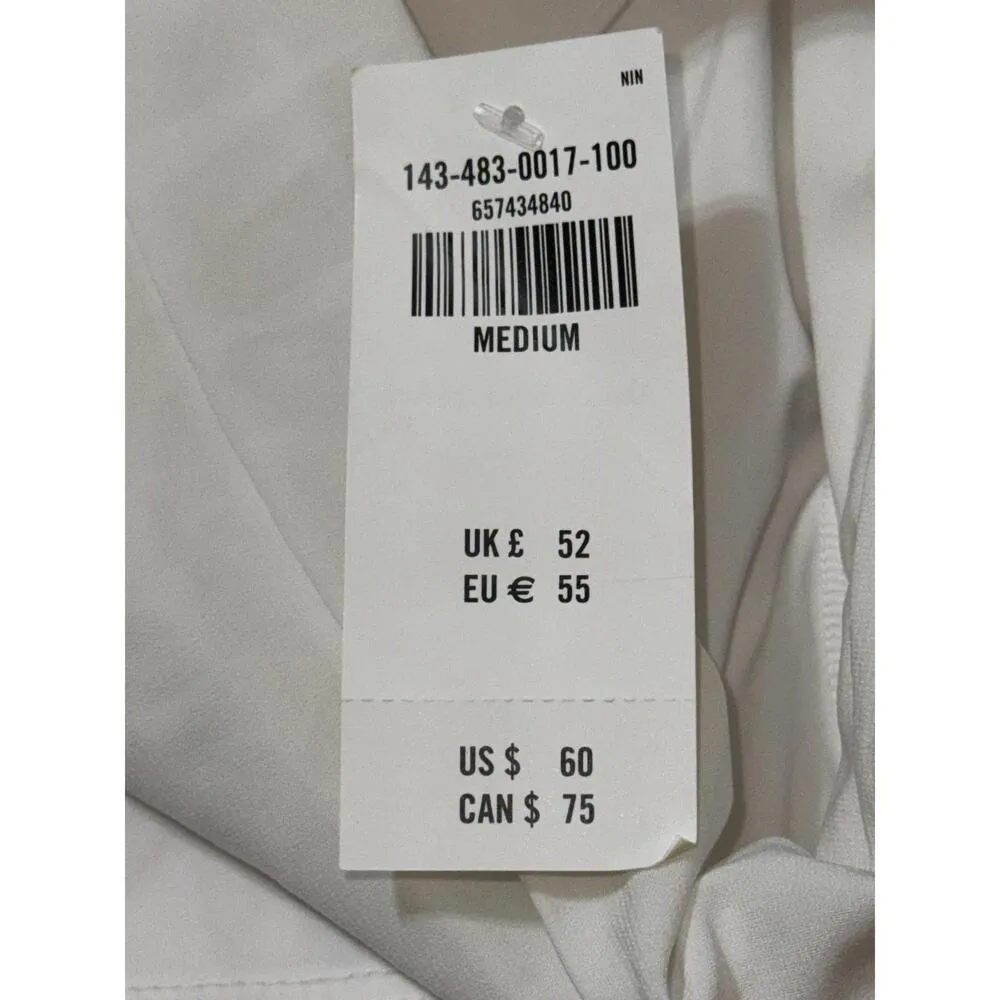 NIN
143-483-0017-100
657434840
MEDIUM
UK £ 52
EU € 55
US $ 60
CAN $ 75